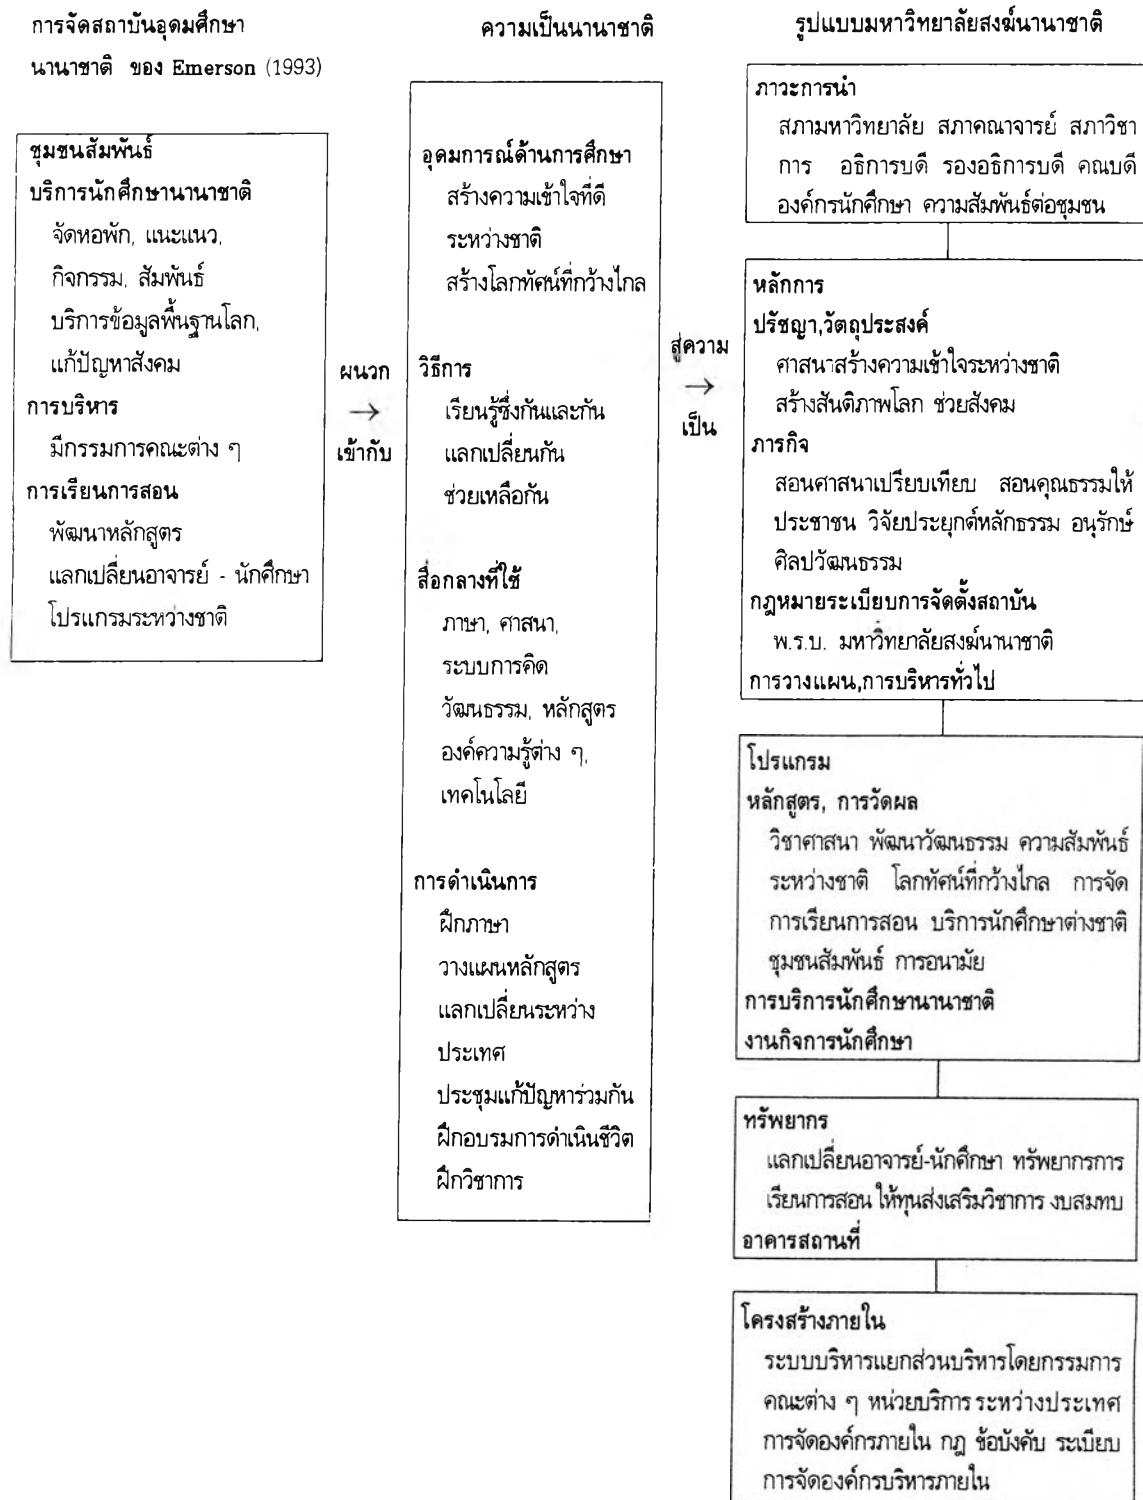 การจัดสถาบันอุดมศึกษา
นานาชาติ ของ Emerson (1993)
ชุมชนสัมพันธ์
บริการนักศึกษานานาชาติ
จัดหอพัก, แนะแนว,
กิจกรรม, สัมพันธ์
บริการข้อมูลพื้นฐานโลก,
แก้ปัญหาสังคม
การบริหาร
มีกรรมการคณะต่าง ๆ
การเรียนการสอน
พัฒนาหลักสูตร
แลกเปลี่ยนอาจารย์ - นักศึกษา
โปรแกรมระหว่างชาติ
ผนวก
→
เข้ากับ
ความเป็นนานาชาติ
อุดมการณ์ด้านการศึกษา
สร้างความเข้าใจที่ดี
ระหว่างชาติ
สร้างโลกทัศน์ที่กว้างไกล
วิธีการ
เรียนรู้ซึ่งกันและกัน
แลกเปลี่ยนกัน
ช่วยเหลือกัน
สื่อกลางที่ใช้
ภาษา, ศาสนา,
ระบบการคิด
วัฒนธรรม, หลักสูตร
องค์ความรู้ต่าง ๆ,
เทคโนโลยี
การดำเนินการ
ฝึกภาษา
วางแผนหลักสูตร
แลกเปลี่ยนระหว่าง
ประเทศ
ประชุมแก้ปัญหาร่วมกัน
ฝึกอบรมการดำเนินชีวิต
ฝึกวิชาการ
สู่ความ
→
เป็น
รูปแบบมหาวิทยาลัยสงฆ์นานาชาติ
ภาวะการนำ
สภามหาวิทยาลัย สภาคณาจารย์ สภาวิชา
การ อธิการบดี รองอธิการบดี คณบดี
องค์กรนักศึกษา ความสัมพันธ์ต่อชุมชน
หลักการ
ปรัชญา,วัตถุประสงค์
ศาสนาสร้างความเข้าใจระหว่างชาติ
สร้างสันติภาพโลก ช่วยสังคม
ภารกิจ
สอนศาสนาเปรียบเทียบ สอนคุณธรรมให้
ประชาชน วิจัยประยุกต์หลักธรรม อนุรักษ์
ศิลปวัฒนธรรม
กฎหมายระเบียบการจัดตั้งสถาบัน
พ.ร.บ. มหาวิทยาลัยสงฆ์นานาชาติ
การวางแผน,การบริหารทั่วไป
โปรแกรม
หลักสูตร, การวัดผล
วิชาศาสนา พัฒนาวัฒนธรรม ความสัมพันธ์
ระหว่างชาติ โลกทัศน์ที่กว้างไกล การจัด
การเรียนการสอน บริการนักศึกษาต่างชาติ
ชุมชนสัมพันธ์ การอนามัย
การบริการนักศึกษานานาชาติ
งานกิจการนักศึกษา
ทรัพยากร
แลกเปลี่ยนอาจารย์-นักศึกษา ทรัพยากรการ
เรียนการสอน ให้ทุนส่งเสริมวิชาการ งบสมทบ
อาคารสถานที่
โครงสร้างภายใน
ระบบบริหารแยกส่วนบริหารโดยกรรมการ
คณะต่าง ๆ หน่วยบริการระหว่างประเทศ
การจัดองค์กรภายใน กฎ ข้อบังคับ ระเบียบ
การจัดองค์กรบริหารภายใน